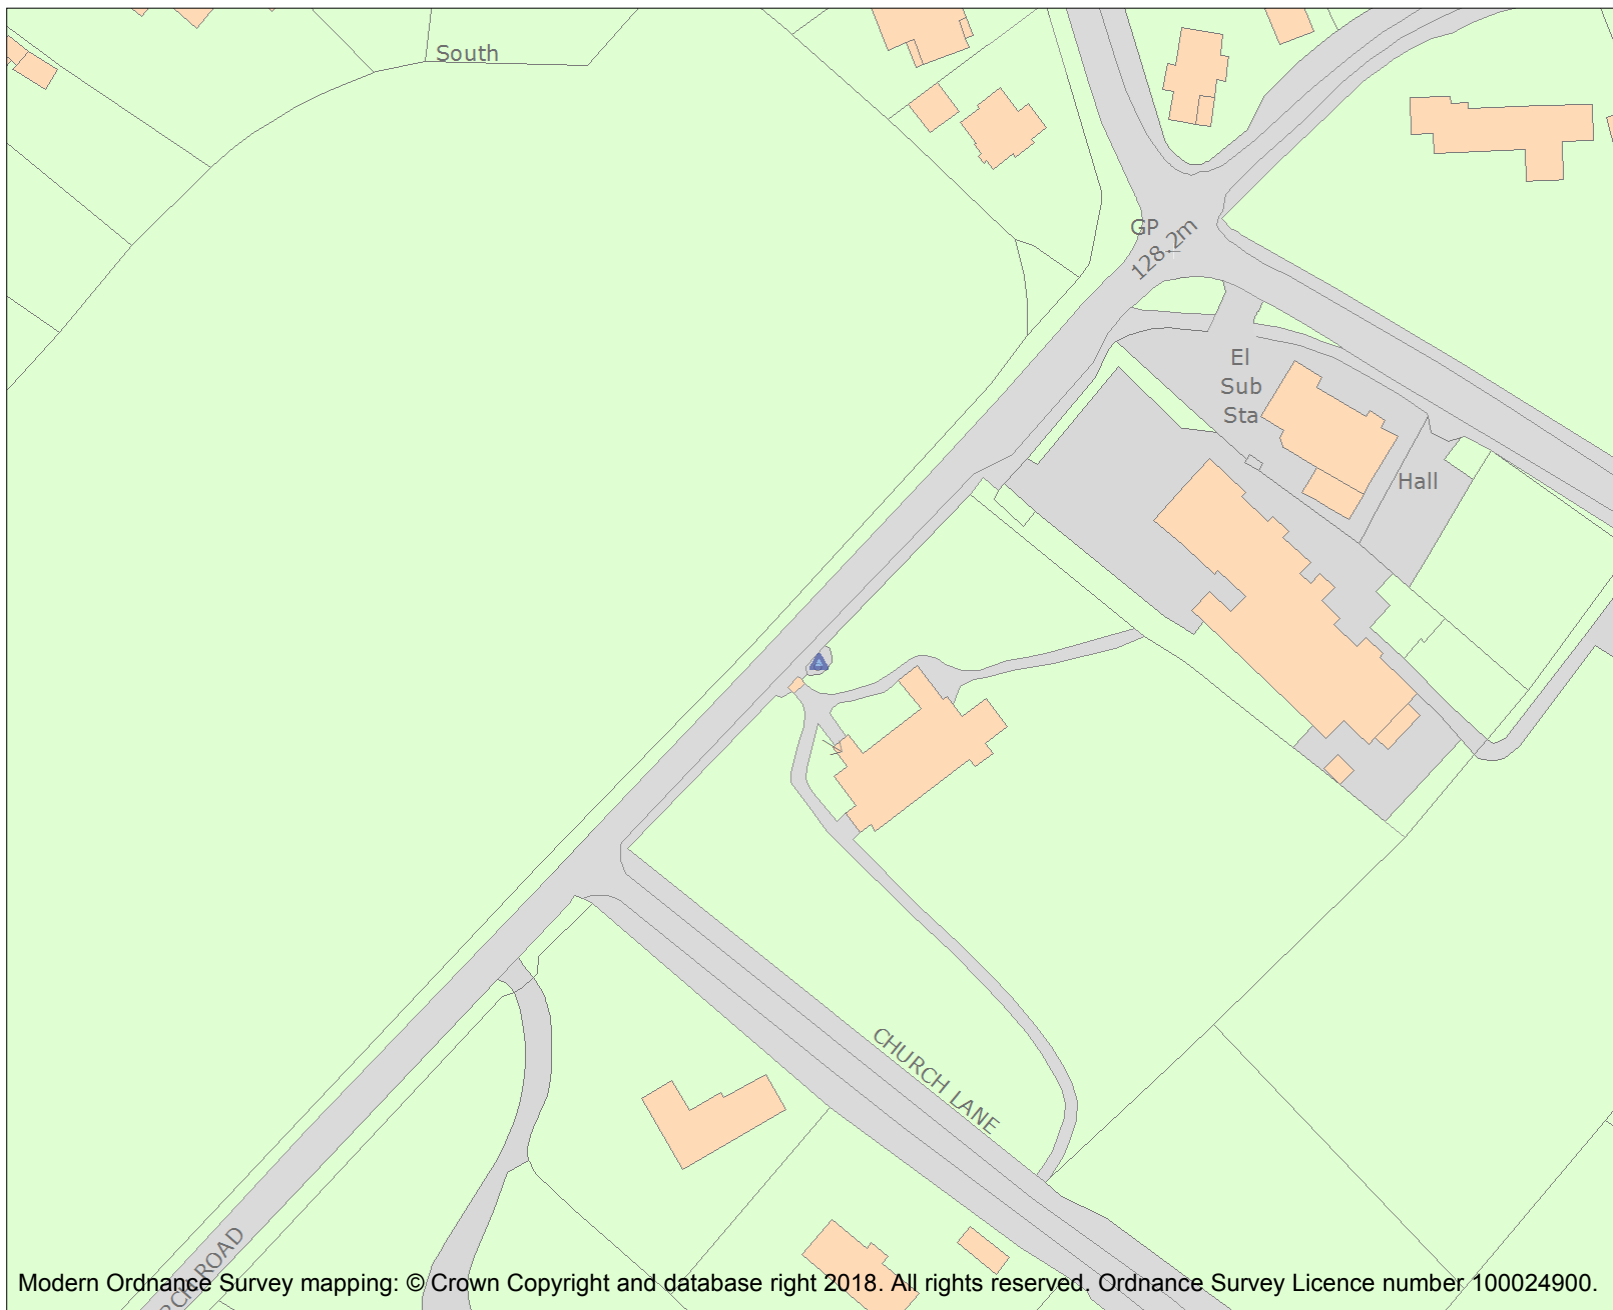 South
GP
128.2m
El
Sub
Sta
Hall
CHURCH LANE
ROAD
Modern Ordnance Survey mapping: © Crown Copyright and database right 2018. All rights reserved. Ordnance Survey Licence number 100024900.